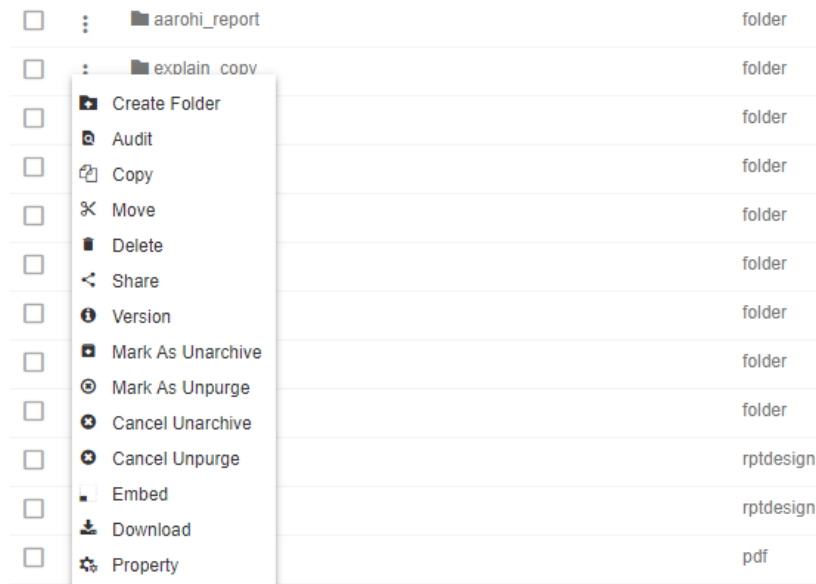 aarohi_report folder
explain_copy folder
Create Folder
folder
Audit
Copy folder
Move folder
Delete
folder
Share
Version folder
Mark As Unarchive folder
Mark As Unpurge
Cancel Unarchive folder
Cancel Unpurge rptdesign
Embed
rptdesign
Download
Property pdf